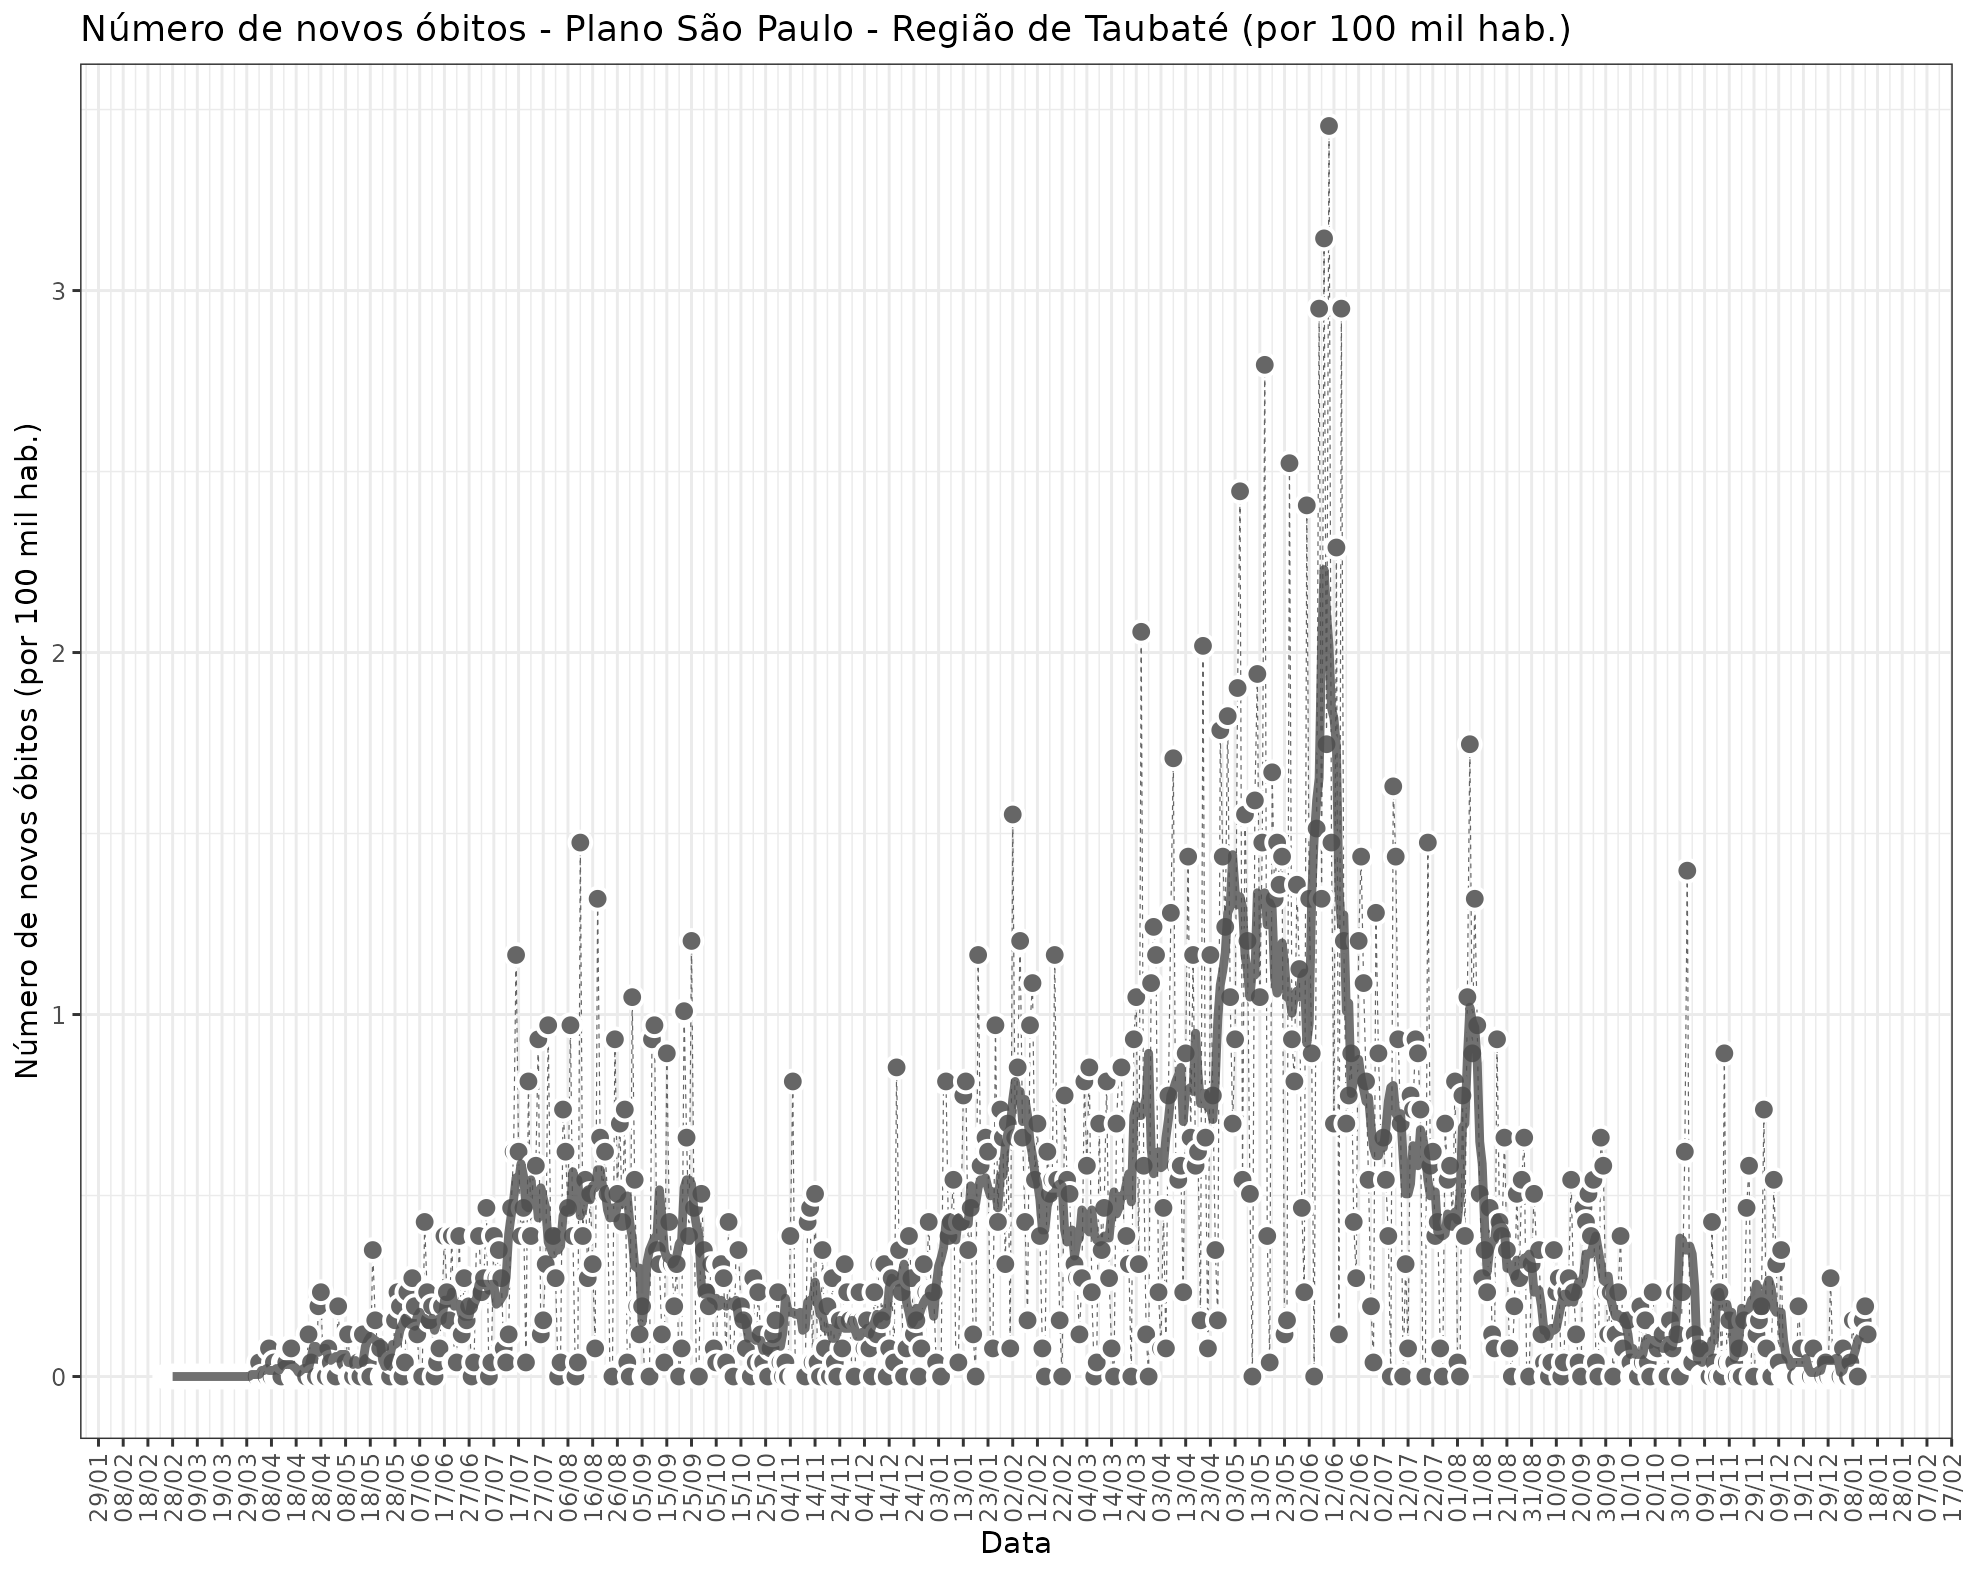 Número de novos óbitos - Plano São Paulo - Região de Taubaté (por 100 mil hab.)
Número de novos óbitos (por 100 mil hab.)
3
2
1
0
29/01 08/02 18/02 28/02 09/03 19/03 29/03 08/04 18/04 28/04 08/05 18/05 28/05 07/06 17/06 27/06 07/07 17/07 27/07 06/08 16/08 26/08 05/09 15/09 25/09 05/10 15/10 25/10 04/11 14/11 24/11 04/12 14/12 24/12 03/01 13/01 23/01 02/02 12/02 22/02 04/03 14/03 24/03 03/04 13/04 23/04 03/05 13/05 23/05 02/06 12/06 22/06 02/07 12/07 22/07 01/08 11/08 21/08 31/08 10/09 20/09 30/09 10/10 20/10 30/10 09/11 19/11 29/11 09/12 19/12 29/12 08/01 18/01 28/01 07/02 17/02
Data